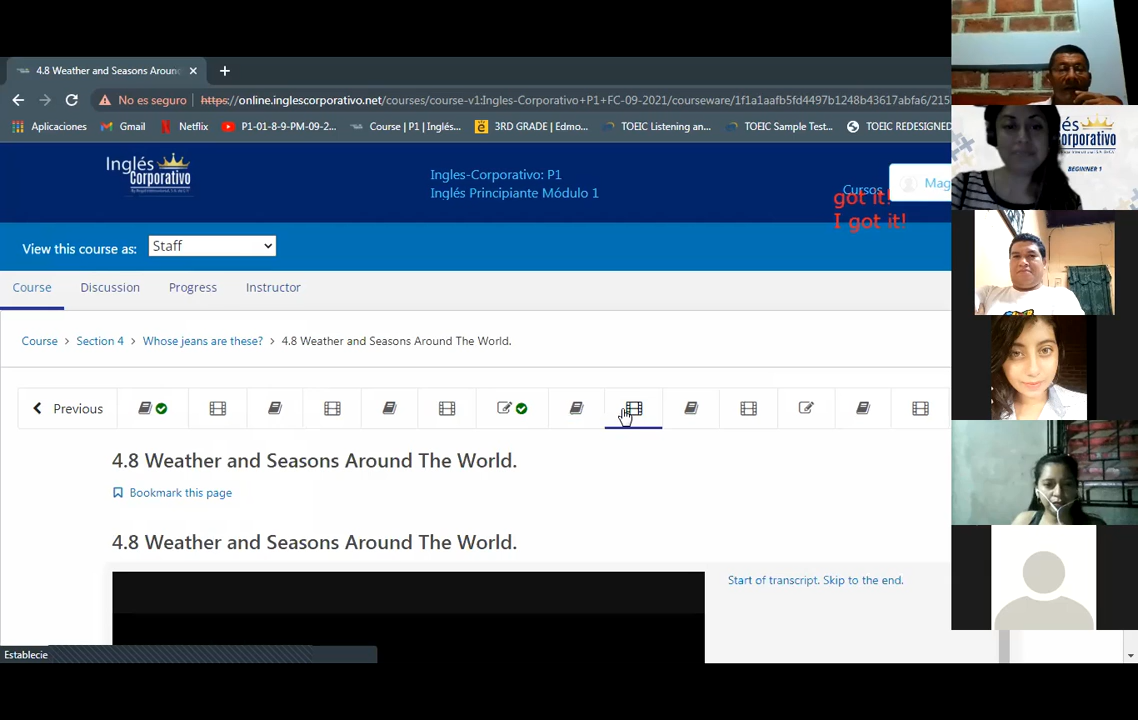 4.8 Weather and Seasons Aroun
No es seguro
https://online.inglescorporativo.net/courses/course-v1:Ingles-Corporativo+P1+FC-09-2021/courseware/1f1a1aafb5fd4497b1248b43617abfa6/215
Aplicaciones Gmail Netflix P1-01-8-9-PM-09-2... Course | P1 | Inglés... 3RD GRADE | Edmo... TOEIC Listening an... TOEIC Sample Test... TOEIC REDESIGNED
Inglés
Corporativo
Ingles-Corporativo: P1
Inglés Principiante Módulo 1
Cursos Mag
got it!
I got it!
View this course as: Staff
Course Discussion Progress Instructor
Course > Section 4 > Whose jeans are these? > 4.8 Weather and Seasons Around The World.
Previous
4.8 Weather and Seasons Around The World.
Bookmark this page
4.8 Weather and Seasons Around The World.
Start of transcript. Skip to the end.
Establecie
és
orporativo
BEGINNER 1